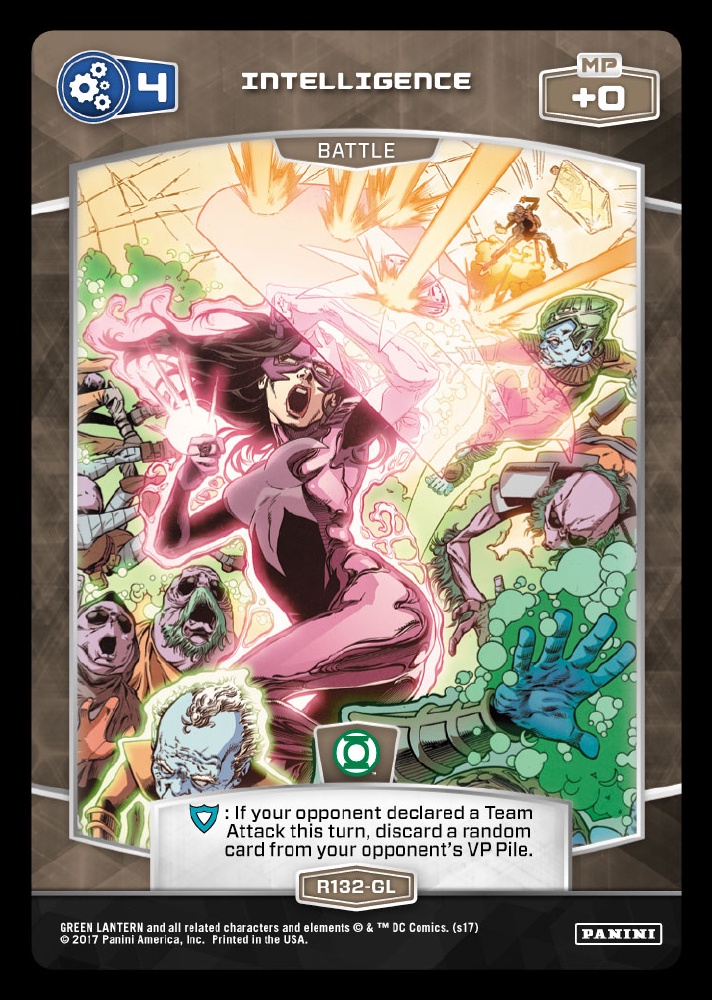 4
INTELLIGENCE
MP
+0
BATTLE
: If your opponent declared a Team
Attack this turn, discard a random
card from your opponent's VP Pile.
R132-GL
GREEN LANTERN and all related characters and elements © & ™ DC Comics. (s17)
© 2017 Panini America, Inc. Printed in the USA.
PANINI